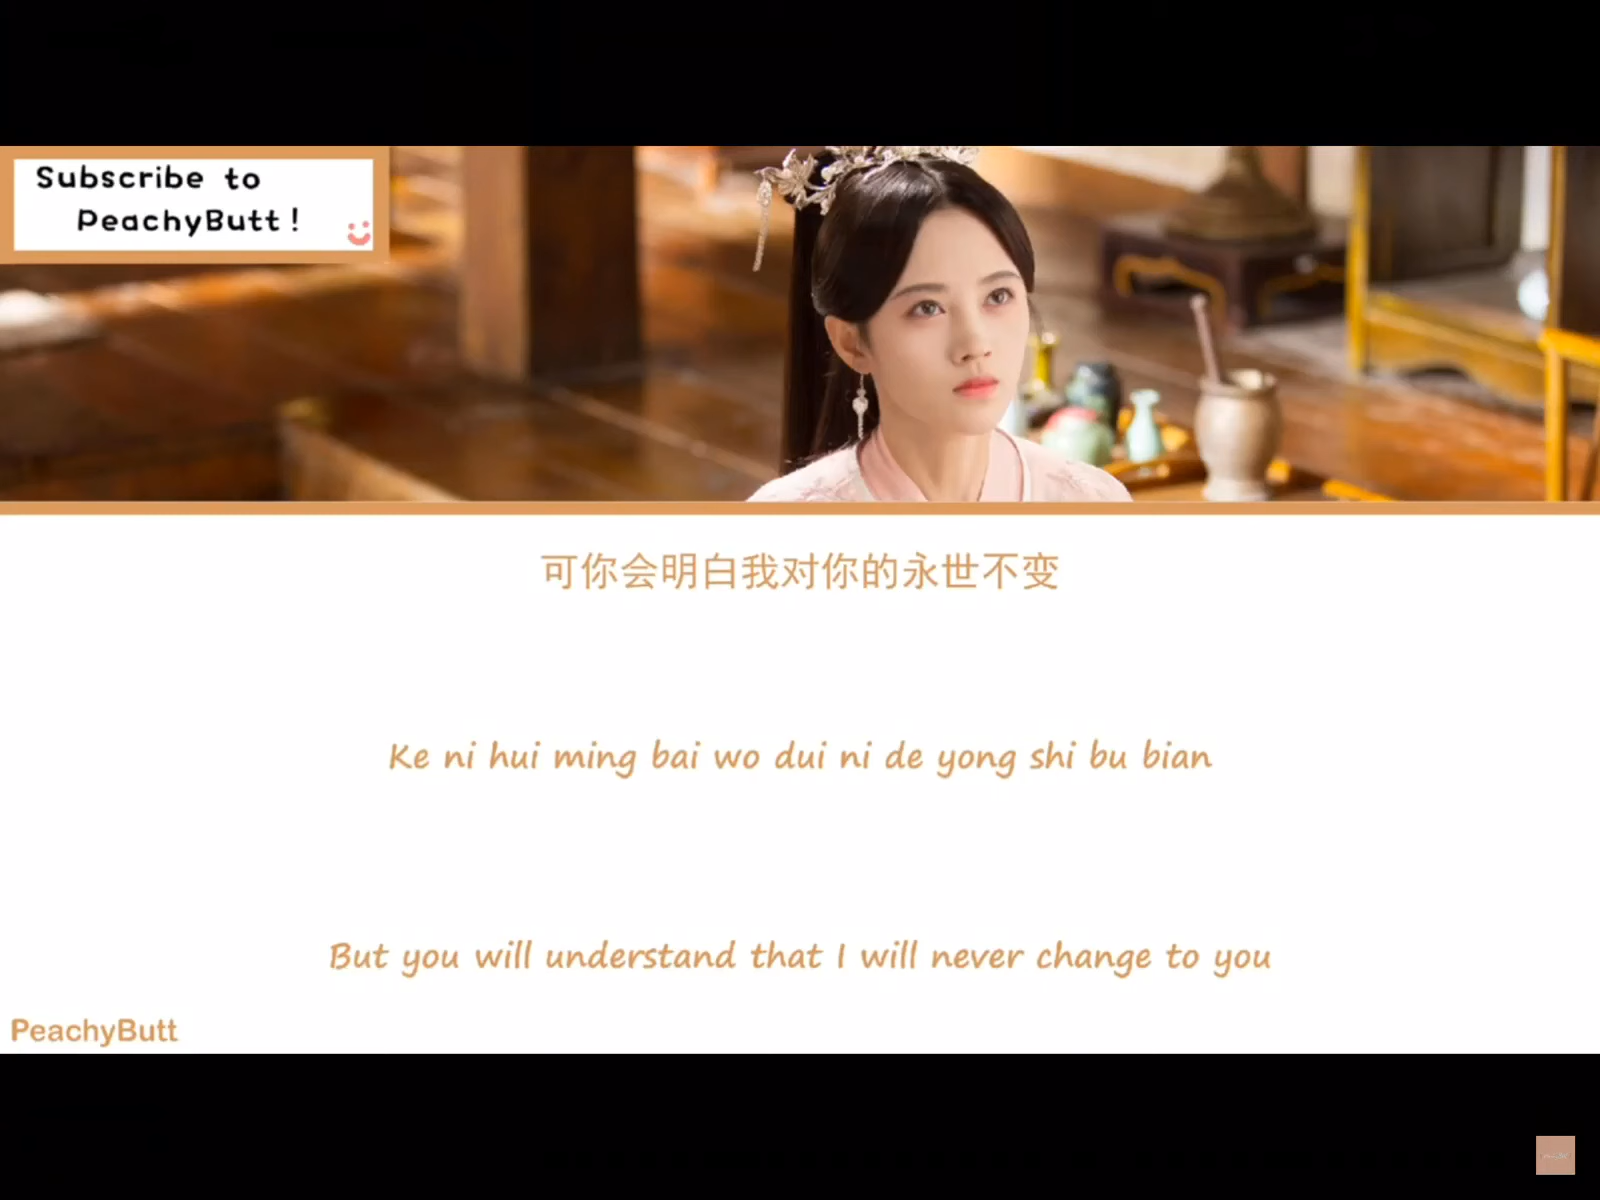 Subscribe to
PeachyButt!
可你会明白我对你的永世不变
Ke ni hui ming bai wo dui ni de yong shi bu bian
But you will understand that I will never change to you
PeachyButt